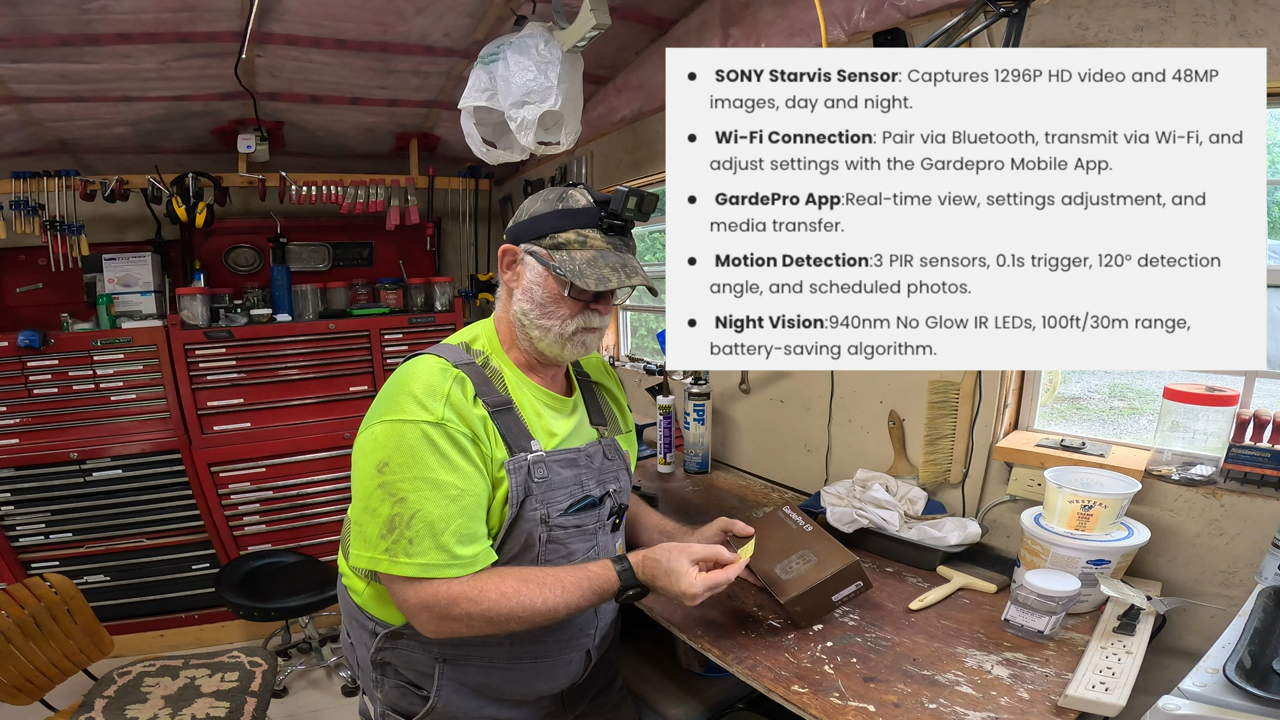 ● SONY Starvis Sensor: Captures 1296P HD video and 48MP
images, day and night.
● Wi-Fi Connection: Pair via Bluetooth, transmit via Wi-Fi, and
adjust settings with the Gardepro Mobile App.
● GardePro App:Real-time view, settings adjustment, and
media transfer.
● Motion Detection:3 PIR sensors, 0.1s trigger, 120° detection
angle, and scheduled photos.
● Night Vision:940nm No Glow IR LEDs, 100ft/30m range,
battery-saving algorithm.
GardePro E9
WESTERN